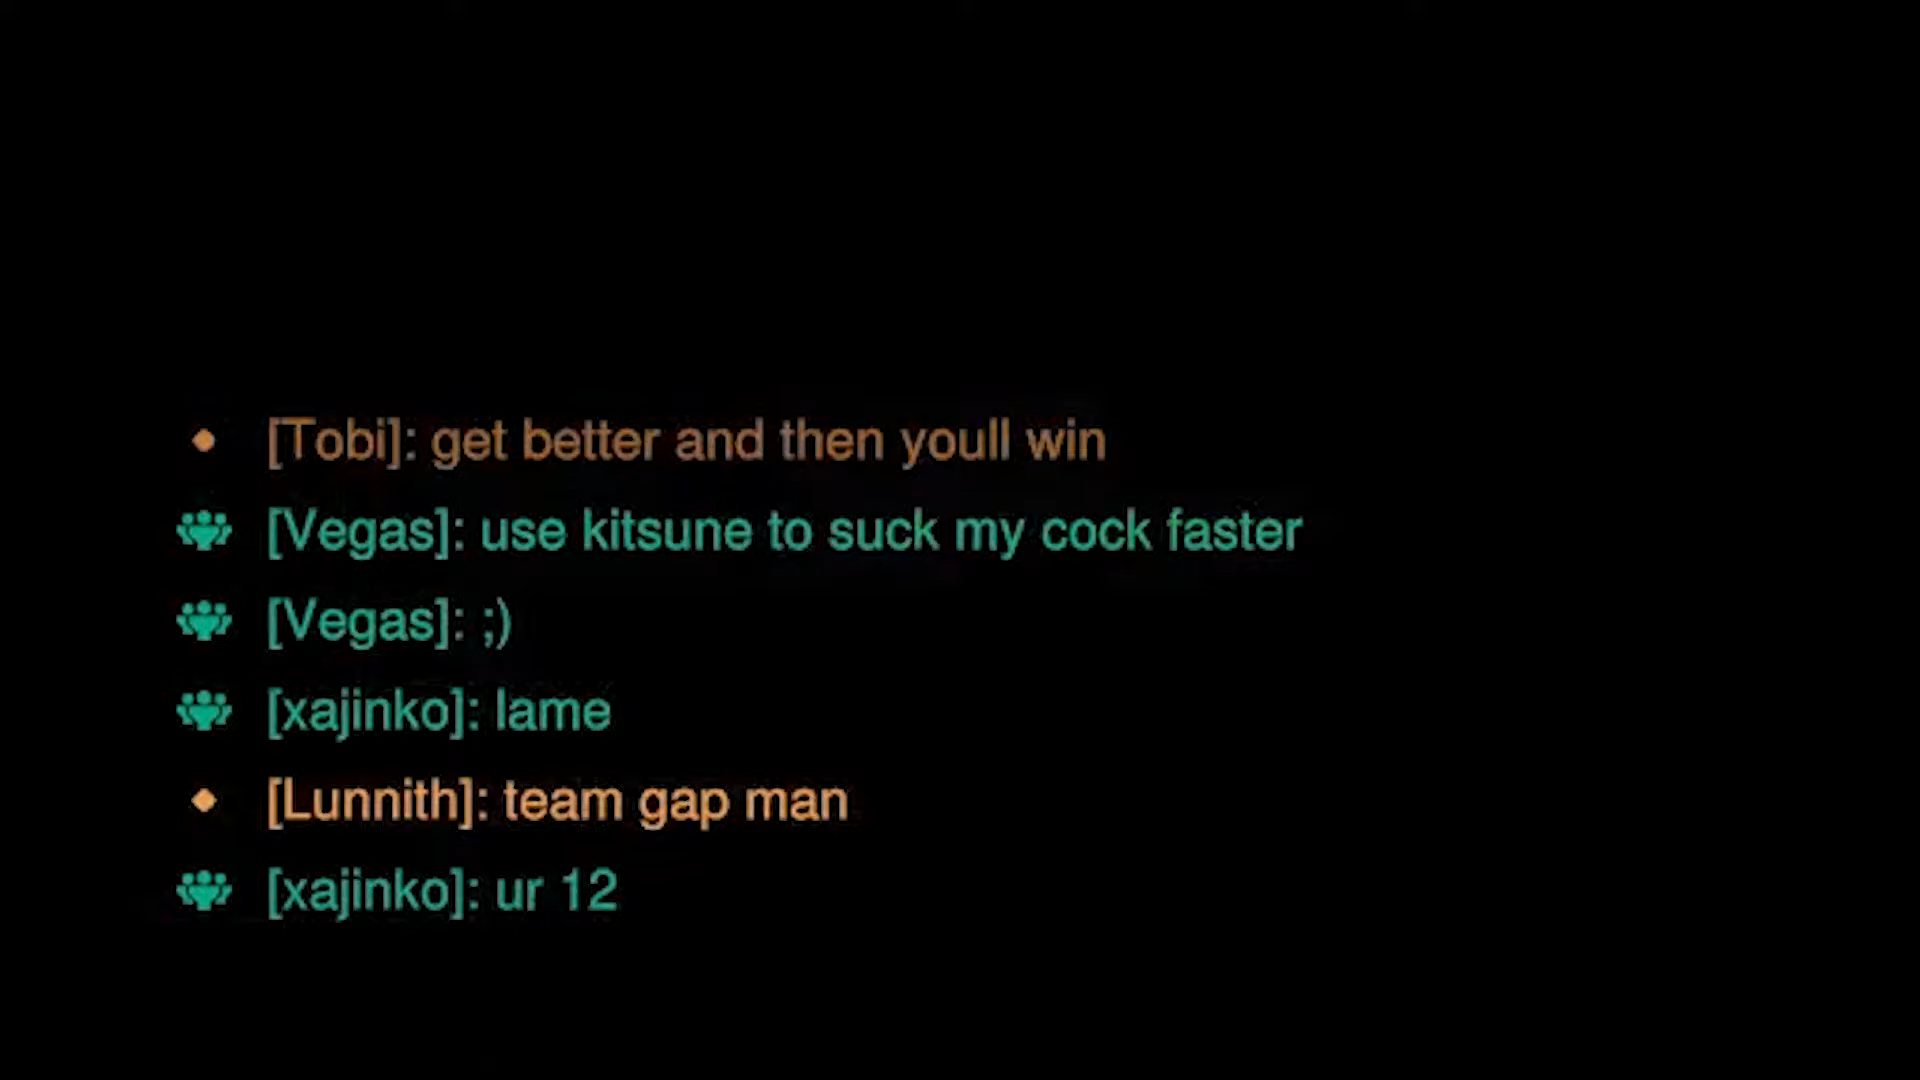 [Tobi]: get better and then youll win
[Vegas]: use kitsune to suck my cock faster
[Vegas]: ;)
[xajinko]: lame
[Lunnith]: team gap man
[xajinko]: ur 12